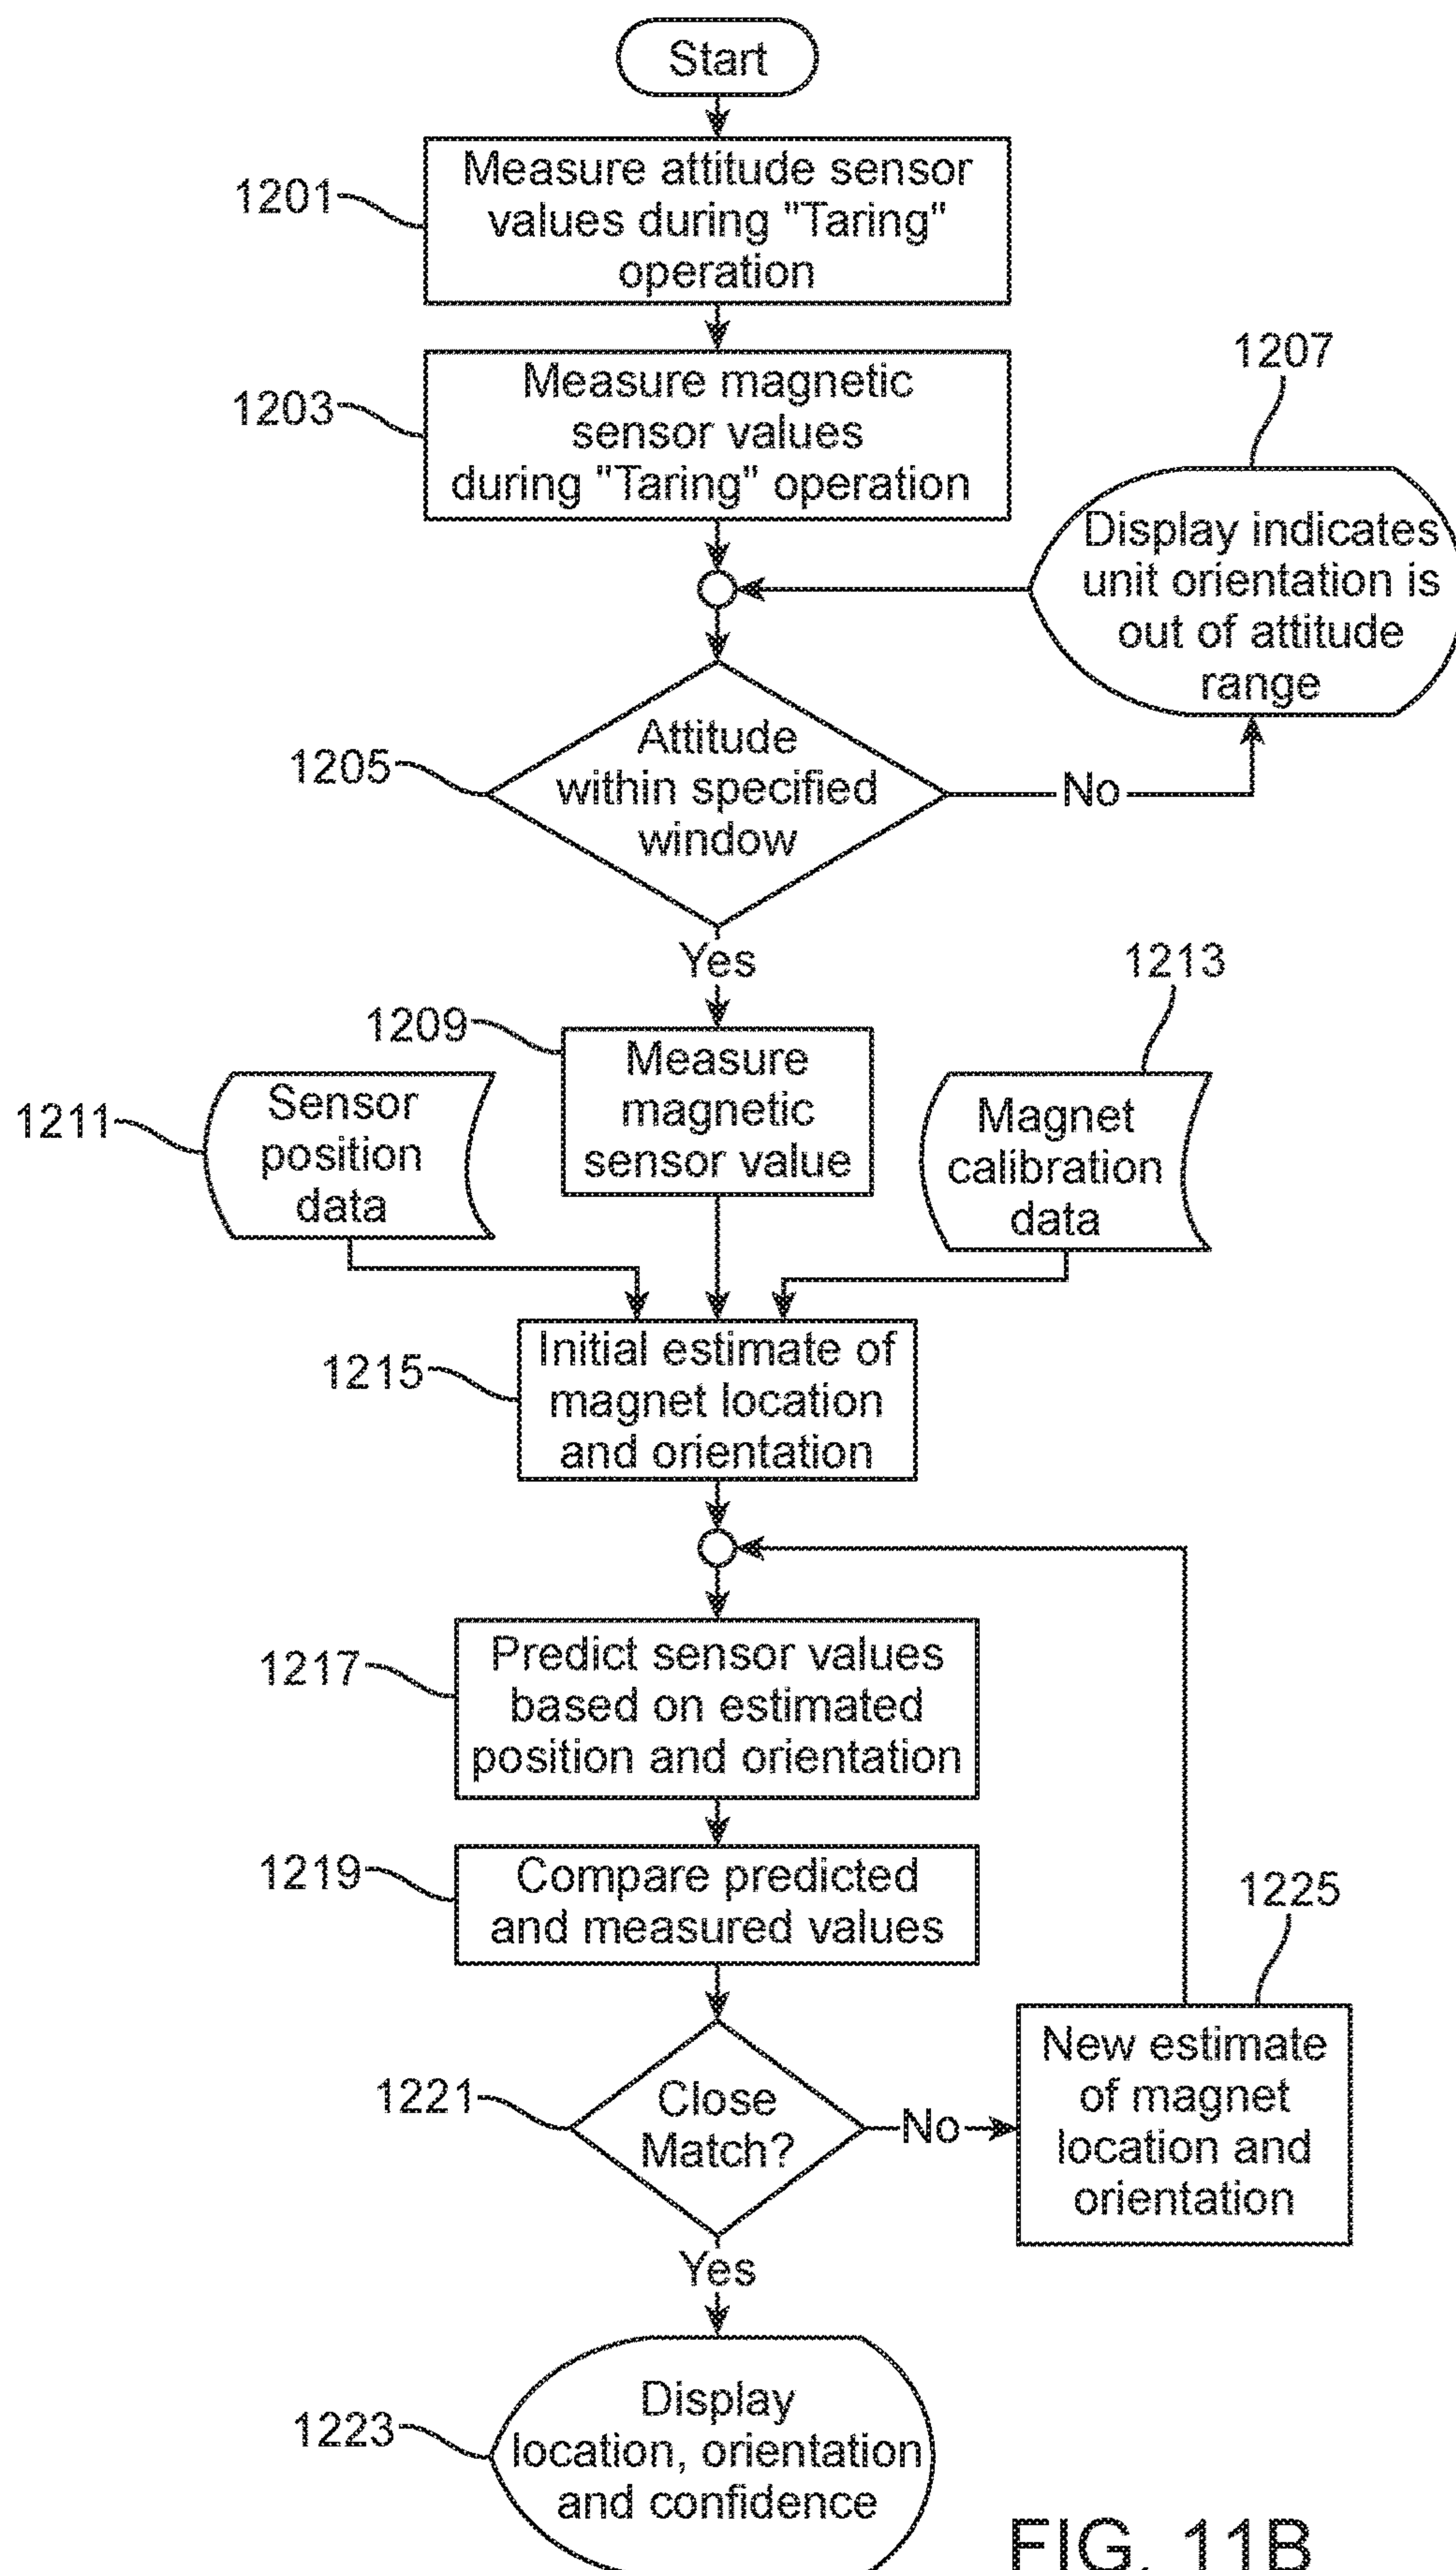 Start
1201
Measure attitude sensor
values during "Taring"
operation
1203
Measure magnetic
sensor values
during "Taring" operation
1207
Display indicates
unit orientation is
out of attitude
range
1205
Attitude
within specified
window
No
Yes
1209
Measure
magnetic
sensor value
1211
Sensor
position
data
1213
Magnet
calibration
data
1215
Initial estimate of
magnet location
and orientation
1217
Predict sensor values
based on estimated
position and orientation
1219
Compare predicted
and measured values
1221
Close
Match?
No
1225
New estimate
of magnet
location and
orientation
Yes
1223
Display
location, orientation
and confidence
FIG. 11B